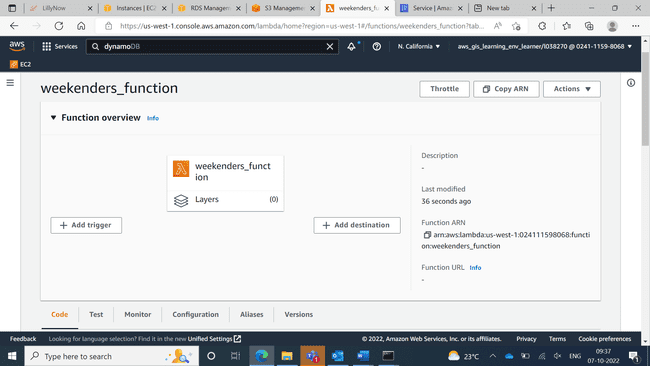 LillyNow
Instances | EC2
RDS Manageme
S3 Manageme
weekenders_fu
Service | Amaz
New tab
https://us-west-1.console.aws.amazon.com/lambda/home?region=us-west-1#/functions/weekenders_function?tab...
aws
Services
dynamoDB
N. California
aws_gis_learning_env_learner/l038270 @ 0241-1159-8068
EC2
weekenders_function
Throttle
Copy ARN
Actions
Function overview Info
weekenders_funct
ion
Layers (0)
Add trigger
Add destination
Description
-
Last modified
36 seconds ago
Function ARN
arn:aws:lambda:us-west-1:024111598068:functi
on:weekenders_function
Function URL Info
-
Code
Test
Monitor
Configuration
Aliases
Versions
Feedback
Looking for language selection? Find it in the new Unified Settings
© 2022, Amazon Web Services, Inc. or its affiliates.
Privacy
Terms
Cookie preferences
Type here to search
23°C
ENG
09:37
07-10-2022